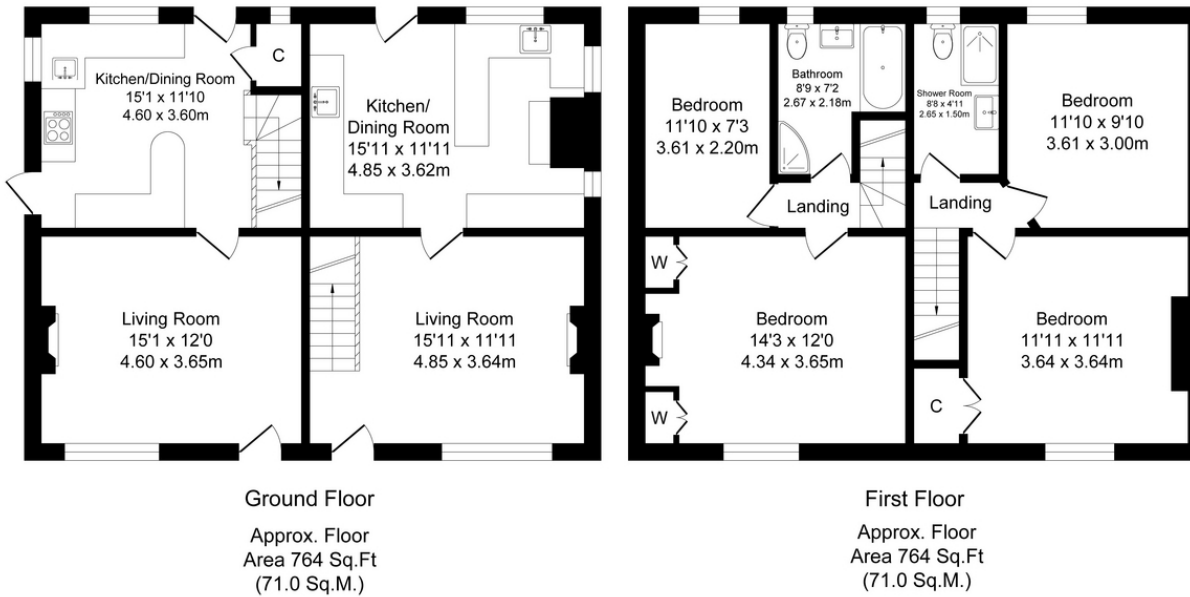 Kitchen/Dining Room
15'1 x 11'10
4.60 x 3.60m
C
Kitchen/
Dining Room
15'11 x 11'11
4.85 x 3.62m
Living Room
15'1 x 12'0
4.60 x 3.65m
Living Room
15'11 x 11'11
4.85 x 3.64m
Ground Floor
Approx. Floor
Area 764 Sq.Ft
(71.0 Sq.M.)
Bedroom
11'10 x 7'3
3.61 x 2.20m
Bathroom
8'9 x 7'2
2.67 x 2.18m
Shower Room
8'8 x 4'11
2.65 x 1.50m
Bedroom
11'10 x 9'10
3.61 x 3.00m
Landing
Landing
W
Bedroom
14'3 x 12'0
4.34 x 3.65m
W
Bedroom
11'11 x 11'11
3.64 x 3.64m
C
First Floor
Approx. Floor
Area 764 Sq.Ft
(71.0 Sq.M.)